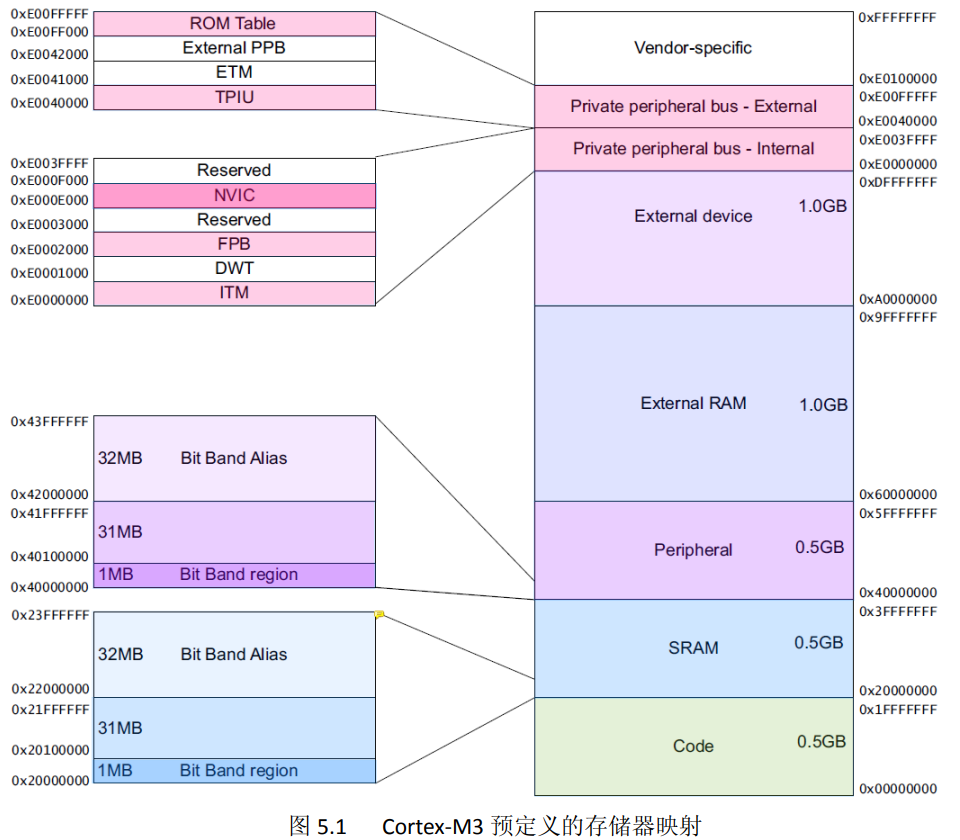 0xE00FFFFF
0xE00FF000
0xE0042000
0xE0041000
0xE0040000
ROM Table
External PPB
ETM
TPIU
0xE003FFFF
0xE000F000
0xE000E000
0xE0003000
0xE0002000
0xE0001000
0xE0000000
Reserved
NVIC
Reserved
FPB
DWT
ITM
0x43FFFFFF
32MB Bit Band Alias
0x42000000
0x41FFFFFF
31MB
0x40100000
1MB Bit Band region
0x40000000
0x23FFFFFF
32MB Bit Band Alias
0x22000000
0x21FFFFFF
31MB
0x20100000
1MB Bit Band region
0x20000000
0xFFFFFFFF
Vendor-specific
0xE0100000
0xE00FFFFF
Private peripheral bus - External
0xE0040000
0xE003FFFF
Private peripheral bus - Internal
0xE0000000
0xDFFFFFFF
External device 1.0GB
0xA0000000
0x9FFFFFFF
External RAM 1.0GB
0x60000000
0x5FFFFFFF
Peripheral 0.5GB
0x40000000
0x3FFFFFFF
SRAM 0.5GB
0x20000000
0x1FFFFFFF
Code 0.5GB
0x00000000
图 5.1 Cortex-M3 预定义的存储器映射